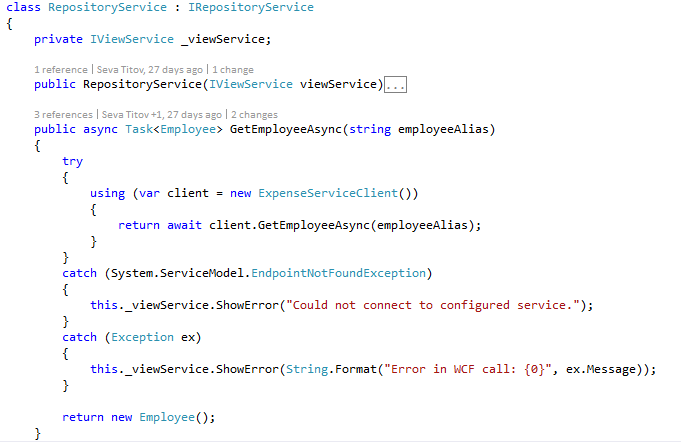 class RepositoryService : IRepositoryService
{
    private IViewService _viewService;
    1 reference | Seva Titov, 27 days ago | 1 change
    public RepositoryService(IViewService viewService)...
    3 references | Seva Titov +1, 27 days ago | 2 changes
    public async Task<Employee> GetEmployeeAsync(string employeeAlias)
    {
        try
        {
            using (var client = new ExpenseServiceClient())
            {
                return await client.GetEmployeeAsync(employeeAlias);
            }
        }
        catch (System.ServiceModel.EndpointNotFoundException)
        {
            this._viewService.ShowError("Could not connect to configured service.");
        }
        catch (Exception ex)
        {
            this._viewService.ShowError(String.Format("Error in WCF call: {0}", ex.Message));
        }
        return new Employee();
    }